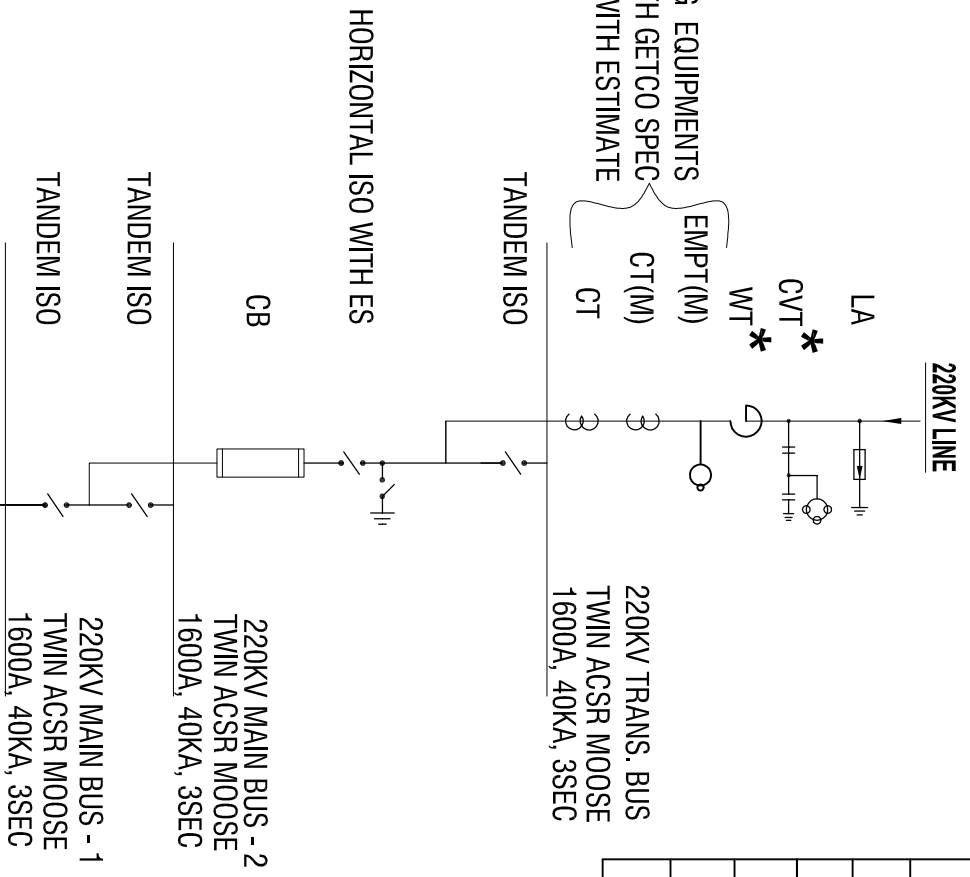 220KV LINE
LA
CVT *
WT *
EMPT(M)
CT(M)
CT
EQUIPMENTS
GETCO SPEC
WITH ESTIMATE
TANDEM ISO
220KV TRANS. BUS
TWIN ACSR MOOSE
1600A, 40KA, 3SEC
HORIZONTAL ISO WITH ES
CB
TANDEM ISO
220KV MAIN BUS - 2
TWIN ACSR MOOSE
1600A, 40KA, 3SEC
TANDEM ISO
220KV MAIN BUS - 1
TWIN ACSR MOOSE
1600A, 40KA, 3SEC